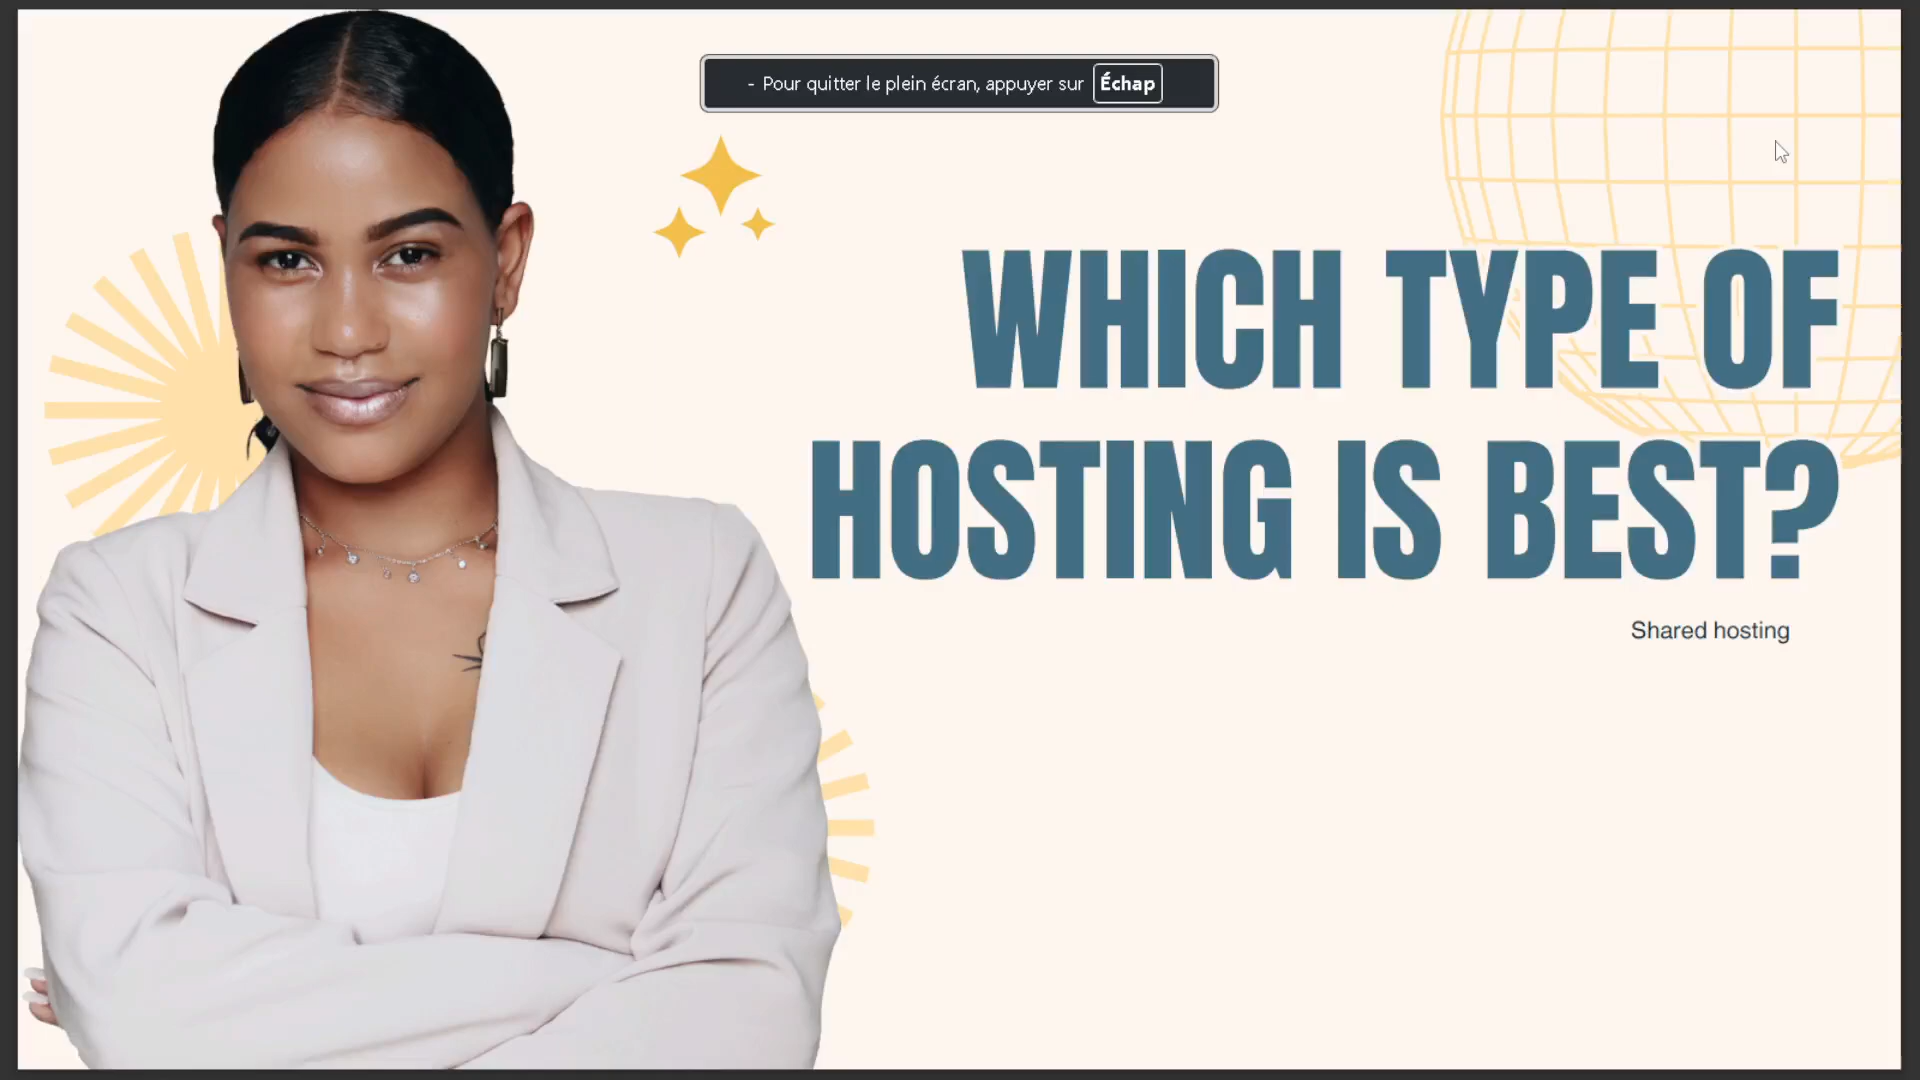 - Pour quitter le plein écran, appuyer sur Échap
WHICH TYPE OF
HOSTING IS BEST?
Shared hosting